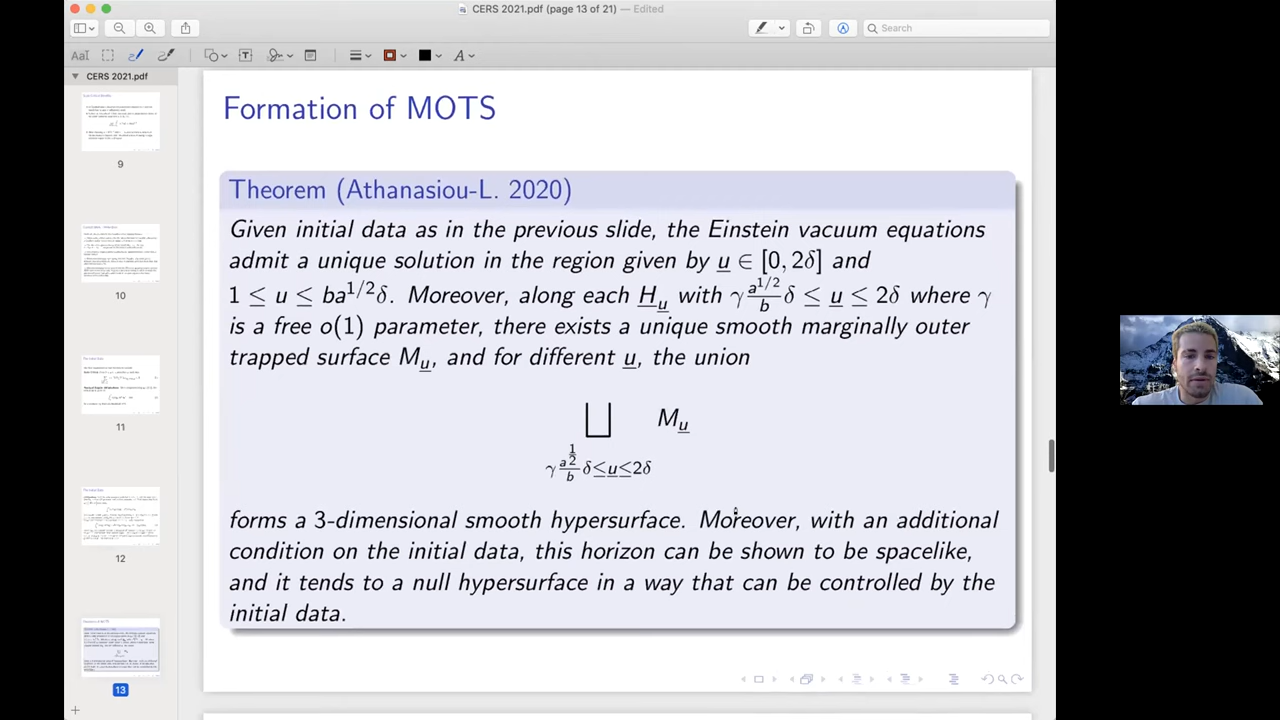 CERS 2021.pdf (page 13 of 21) — Edited
Search
CERS 2021.pdf
9
10
11
12
13
Formation of MOTS
Theorem (Athanasiou-L. 2020)
Given initial data as in the previous slide, the Einstein vacuum equations
admit a unique solution in the region given by u̲ ∈ [0, 2δ] and
1 ≤ u ≤ ba^{1/2}δ. Moreover, along each H̲_u̲ with γ a^{1/2}/b δ ≤ u̲ ≤ 2δ where γ
is a free o(1) parameter, there exists a unique smooth marginally outer
trapped surface M_u̲, and for different u̲, the union
⨆ M_u̲
γ a^{1/2}/b δ≤u̲≤2δ
forms a 3-dimensional smooth hypersurface. Moreover, with an additional
condition on the initial data, this horizon can be shown to be spacelike,
and it tends to a null hypersurface in a way that can be controlled by the
initial data.